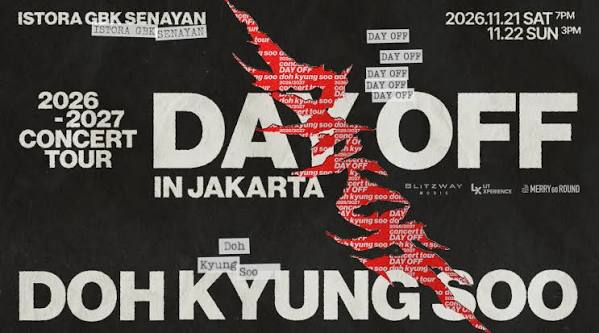 ISTORA GBK SENAYAN
ISTORA GBK SENAYAN
2026.11.21 SAT 7PM
11.22 SUN 3PM
DAY OFF
DAY OFF
DAY OFF
DAY OFF
DAY OFF
2026
-2027
CONCERT
TOUR
DAY OFF
IN JAKARTA
BLITZWAY
MUSIC
LIT
XPERIENCE
MERRY GO ROUND
Doh
Kyung
Soo
DOH KYUNG SOO